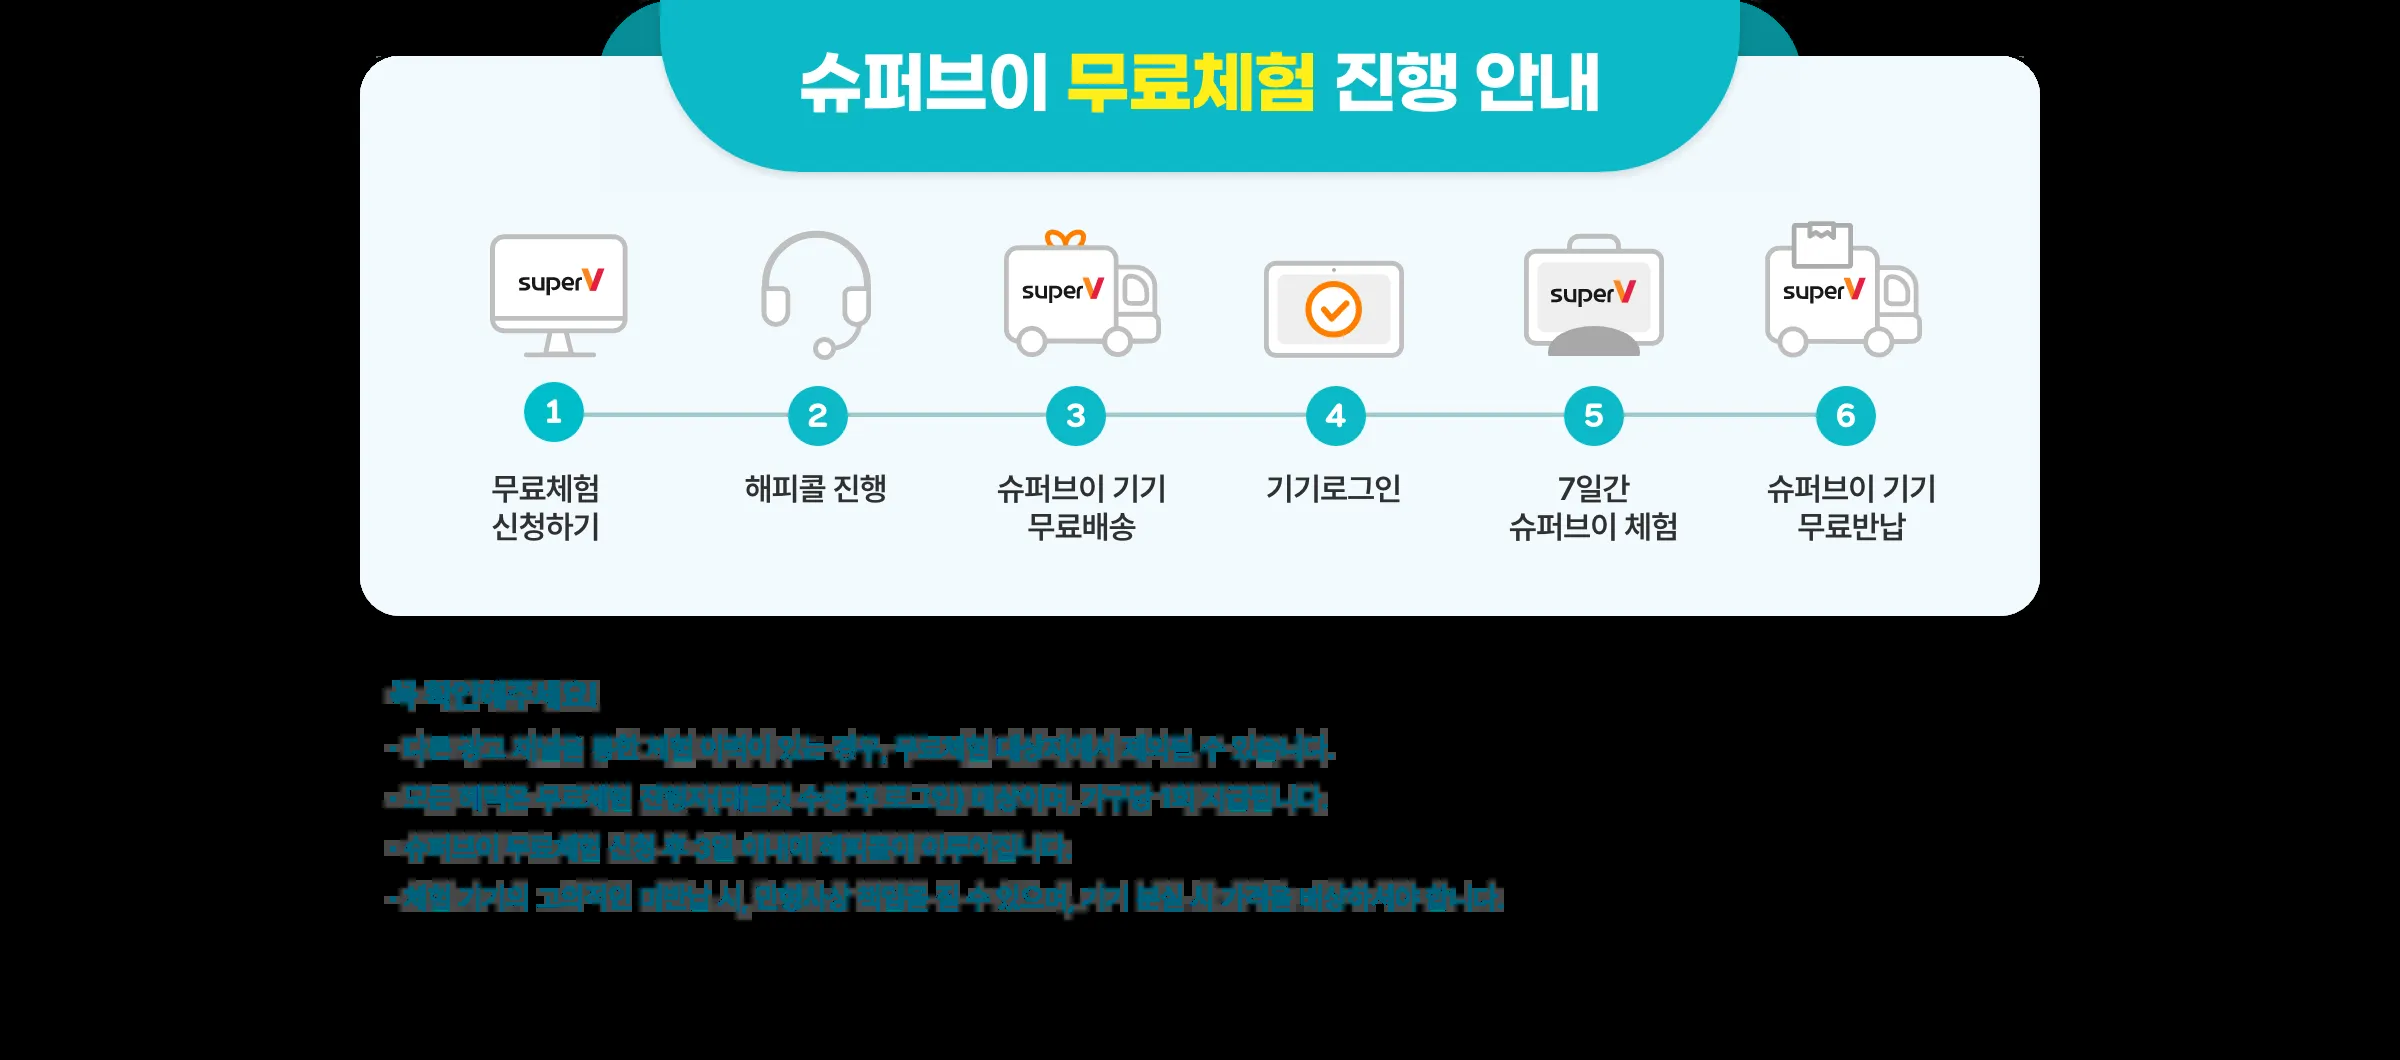 슈퍼브이 무료체험 진행 안내
superV
superV
superV
superV
1
2
3
4
5
6
무료체험
신청하기
해피콜 진행
슈퍼브이 기기
무료배송
기기로그인
7일간
슈퍼브이 체험
슈퍼브이 기기
무료반납
꼭 확인해주세요!
- 다른 광고 채널을 통한 체험 이력이 있는 경우, 무료체험 대상자에서 제외될 수 있습니다.
- 모든 혜택은 무료체험 진행자(태블릿 수령 후 로그인) 대상이며, 가구당 1회 지급됩니다.
- 슈퍼브이 무료체험 신청 후 3일 이내에 해피콜이 이루어집니다.
- 체험 기기의 고의적인 미반납 시, 민형사상 책임을 질 수 있으며, 기기 분실 시 가격을 배상하셔야 합니다.